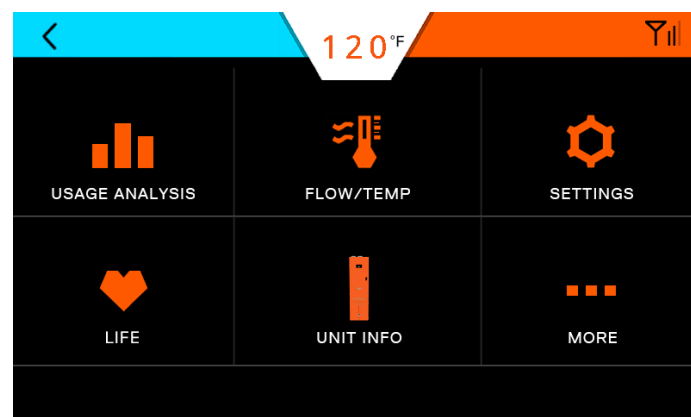 120°F
USAGE ANALYSIS
FLOW/TEMP
SETTINGS
LIFE
UNIT INFO
MORE